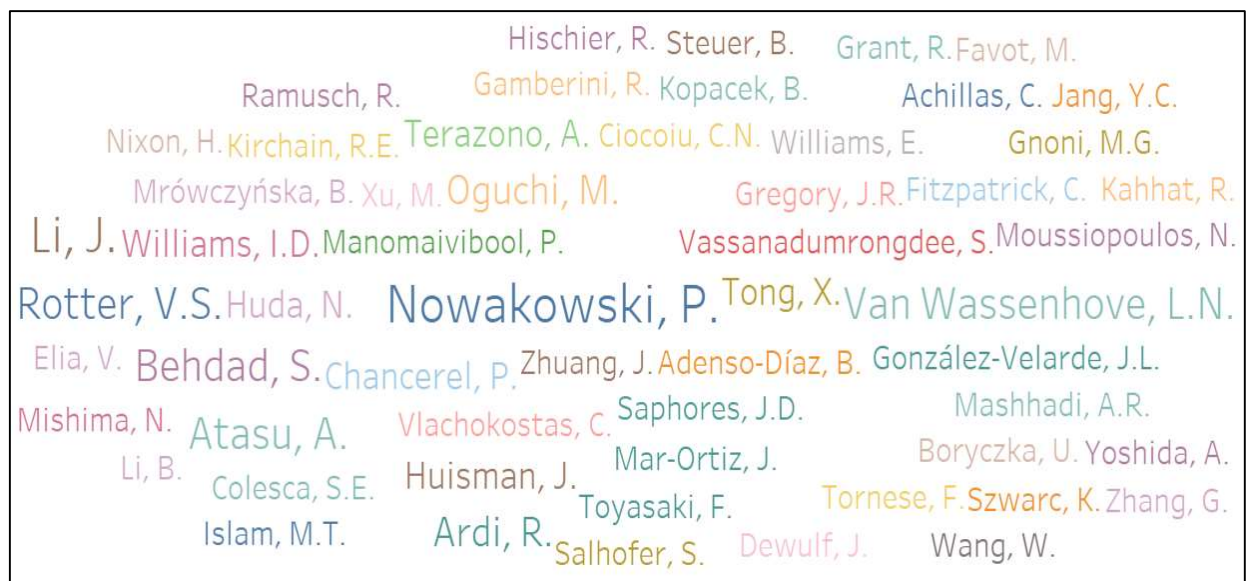 Hischier, R. Steuer, B. Grant, R. Favot, M.
Ramusch, R. Gamberini, R. Kopacek, B. Achillas, C. Jang, Y.C.
Nixon, H. Kirchain, R.E. Terazono, A. Ciocoiu, C.N. Williams, E. Gnoni, M.G.
Mrówczyńska, B. Xu, M. Oguchi, M. Gregory, J.R. Fitzpatrick, C. Kahhat, R.
Li, J. Williams, I.D. Manomaivibool, P. Vassanadumrongdee, S. Moussiopoulos, N.
Rotter, V.S. Huda, N. Nowakowski, P. Tong, X. Van Wassenhove, L.N.
Elia, V. Behdad, S. Chancerel, P. Zhuang, J. Adenso-Díaz, B. González-Velarde, J.L.
Mishima, N. Atasu, A. Vlachokostas, C. Saphores, J.D. Mashhadi, A.R.
Li, B. Colesca, S.E. Huisman, J. Mar-Ortiz, J. Boryczka, U. Yoshida, A.
Islam, M.T. Ardi, R. Toyasaki, F. Tornese, F. Szwarc, K. Zhang, G.
Salhofer, S. Dewulf, J. Wang, W.